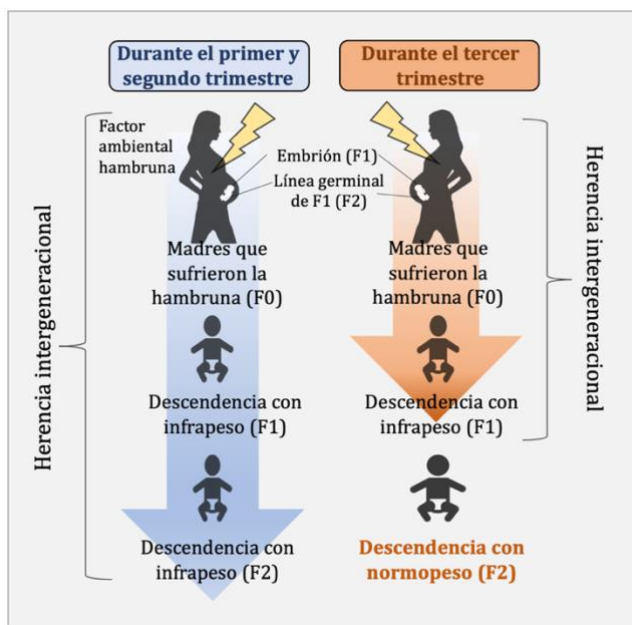 Durante el primer y
segundo trimestre
Durante el tercer
trimestre
Factor
ambiental
hambruna
Embrión (F1)
Línea germinal
de F1 (F2)
Madres que
sufrieron la
hambruna (F0)
Madres que
sufrieron la
hambruna (F0)
Descendencia con
infrapeso (F1)
Descendencia con
infrapeso (F1)
Descendencia con
infrapeso (F2)
Descendencia con
normopeso (F2)
Herencia intergeneracional
Herencia intergeneracional